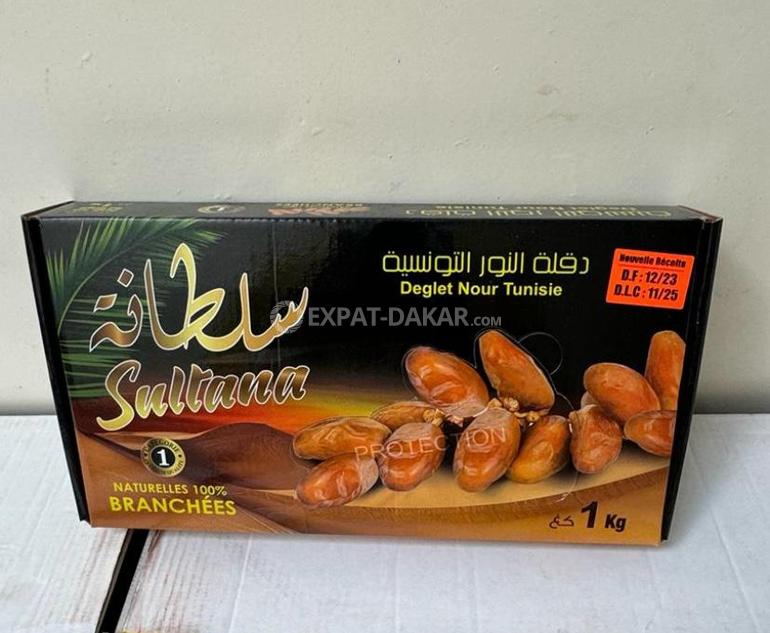 دقلة النور التونسية
Deglet Nour Tunisie
Nouvelle Récolte
D.F : 12/23
D.L.C : 11/25
سلطانة
EXPAT-DAKAR.COM
Sultana
PROTECTION
CATEGORIE
1
NATURELLES 100%
BRANCHÉES
1 Kg كغ